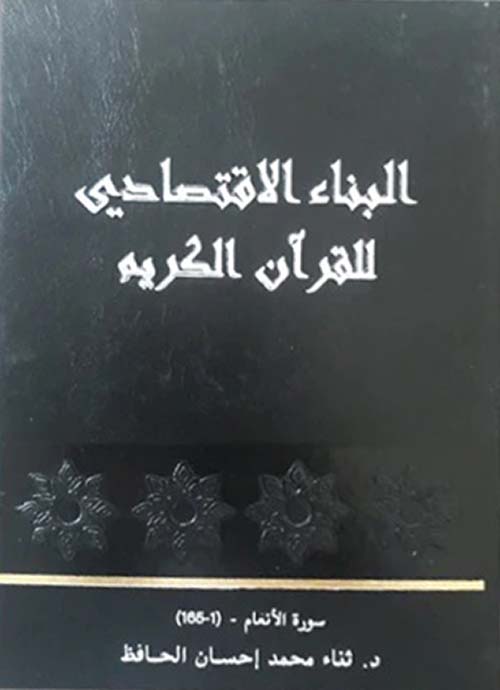 البناء الاقتصادي
للقرآن الكريم
سورة الأنعام - (1-165)
د. ثناء محمد إحسان الحافظ